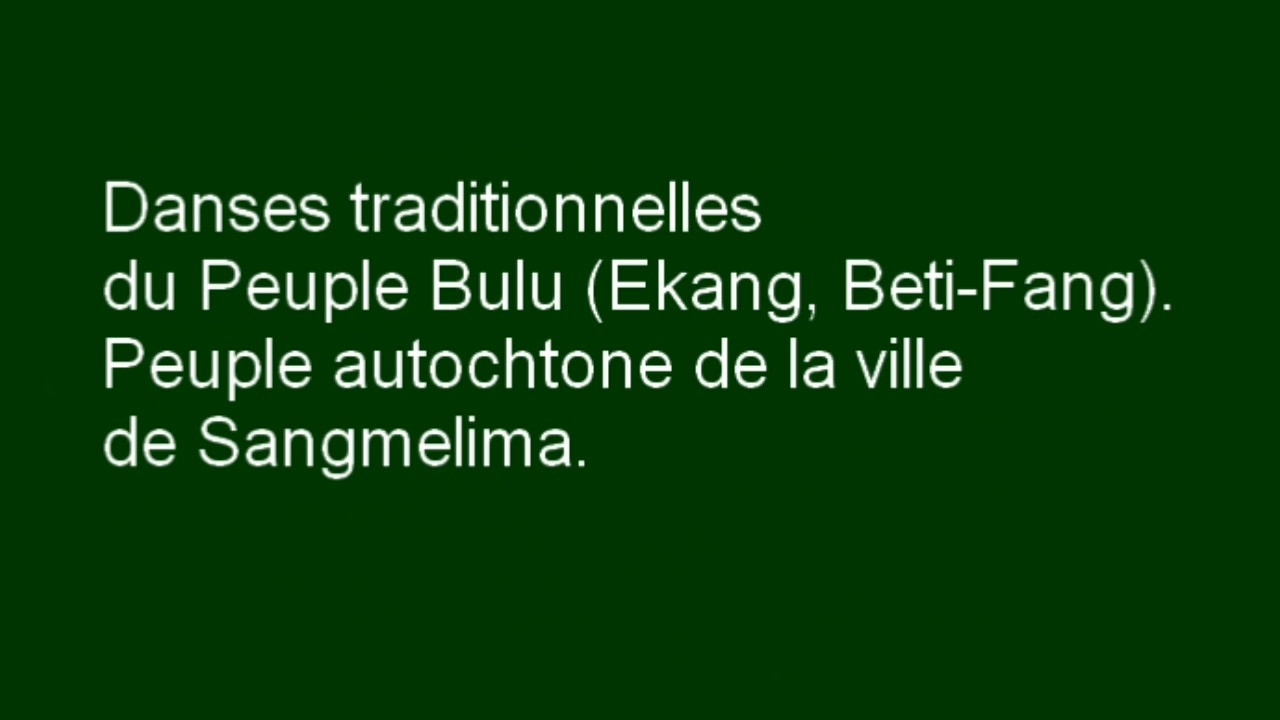 Danses traditionnelles
du Peuple Bulu (Ekang, Beti-Fang).
Peuple autochtone de la ville
de Sangmelima.